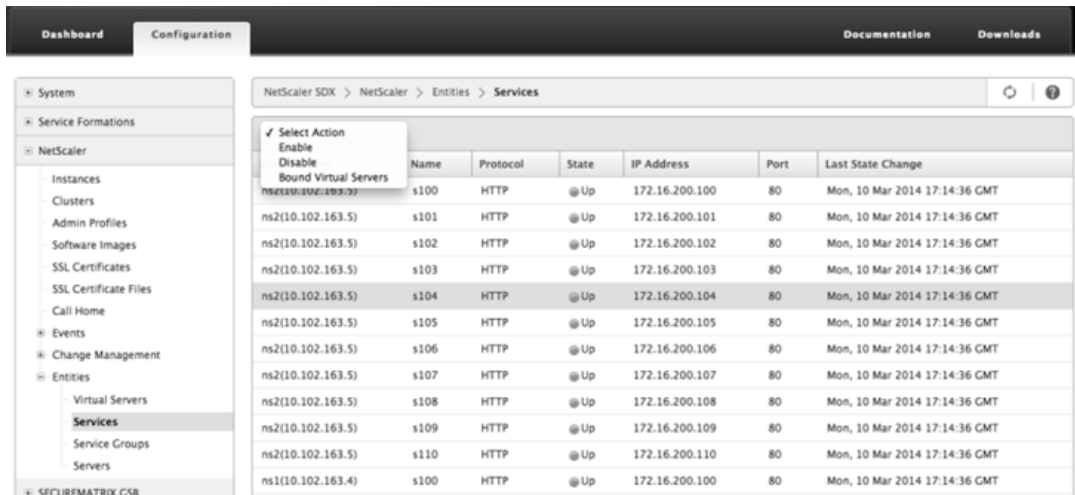 Dashboard Configuration Documentation Downloads
System
Service Formations
NetScaler
Instances
Clusters
Admin Profiles
Software Images
SSL Certificates
SSL Certificate Files
Call Home
Events
Change Management
Entities
Virtual Servers
Services
Service Groups
Servers
SECUREMATRIX GSB
NetScaler SDX > NetScaler > Entities > Services
✓ Select Action
Enable
Disable
Bound Virtual Servers
Name Protocol State IP Address Port Last State Change
ns2(10.102.163.5) s100 HTTP Up 172.16.200.100 80 Mon, 10 Mar 2014 17:14:36 GMT
ns2(10.102.163.5) s101 HTTP Up 172.16.200.101 80 Mon, 10 Mar 2014 17:14:36 GMT
ns2(10.102.163.5) s102 HTTP Up 172.16.200.102 80 Mon, 10 Mar 2014 17:14:36 GMT
ns2(10.102.163.5) s103 HTTP Up 172.16.200.103 80 Mon, 10 Mar 2014 17:14:36 GMT
ns2(10.102.163.5) s104 HTTP Up 172.16.200.104 80 Mon, 10 Mar 2014 17:14:36 GMT
ns2(10.102.163.5) s105 HTTP Up 172.16.200.105 80 Mon, 10 Mar 2014 17:14:36 GMT
ns2(10.102.163.5) s106 HTTP Up 172.16.200.106 80 Mon, 10 Mar 2014 17:14:36 GMT
ns2(10.102.163.5) s107 HTTP Up 172.16.200.107 80 Mon, 10 Mar 2014 17:14:36 GMT
ns2(10.102.163.5) s108 HTTP Up 172.16.200.108 80 Mon, 10 Mar 2014 17:14:36 GMT
ns2(10.102.163.5) s109 HTTP Up 172.16.200.109 80 Mon, 10 Mar 2014 17:14:36 GMT
ns2(10.102.163.5) s110 HTTP Up 172.16.200.110 80 Mon, 10 Mar 2014 17:14:36 GMT
ns1(10.102.163.4) s100 HTTP Up 172.16.200.100 80 Mon, 10 Mar 2014 17:14:36 GMT